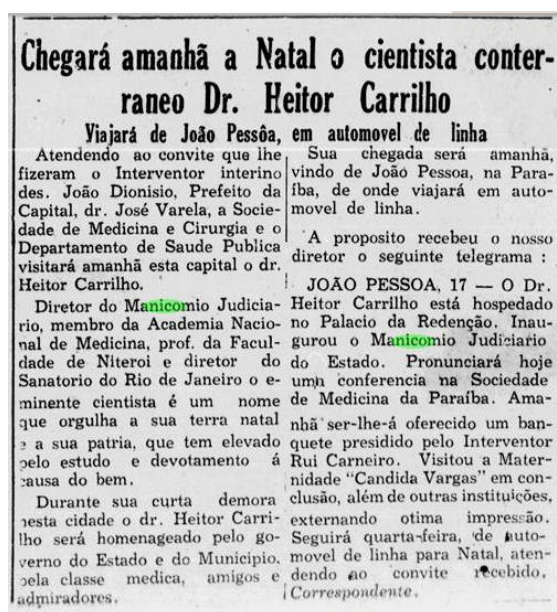 Chegará amanhã a Natal o cientista conter-
raneo Dr. Heitor Carrilho
Viajará de João Pessôa, em automovel de linha
Atendendo ao convite que lhe
fizeram o Interventor interino
des. João Dionisio, Prefeito da
Capital, dr. José Varela, a Socie-
dade de Medicina e Cirurgia e o
Departamento de Saude Publica
visitará amanhã esta capital o dr.
Heitor Carrilho.
Diretor do Manicomio Judicia-
rio, membro da Academia Nacio-
nal de Medicina, prof. da Facul-
dade de Niteroi e diretor do
Sanatorio do Rio de Janeiro o e-
minente cientista é um nome
que orgulha a sua terra natal
e a sua patria, que tem elevado
pelo estudo e devotamento á
causa do bem.
Durante sua curta demora
nesta cidade o dr. Heitor Carri-
lho será homenageado pelo go-
verno do Estado e do Municipio.
pela classe medica, amigos e
admiradores.
Sua chegada será amanhã,
vindo de João Pessoa, na Para-
íba, de onde viajará em auto-
movel de linha.
A proposito recebeu o nosso
diretor o seguinte telegrama :
JOÃO PESSOA, 17 — O Dr.
Heitor Carrilho está hospedado
no Palacio da Redenção. Inau-
gurou o Manicomio Judiciario
do Estado. Pronunciará hoje
uma conferencia na Sociedade
de Medicina da Paraíba. Ama-
nhã ser-lhe-á oferecido um ban-
quete presidido pelo Interventor
Rui Carneiro. Visitou a Mater-
nidade "Candida Vargas" em con-
clusão, além de outras instituições,
externando otima impressão.
Seguirá quarta-feira, de auto-
movel de linha para Natal, aten-
dendo ao convite recebido,
Correspondente.